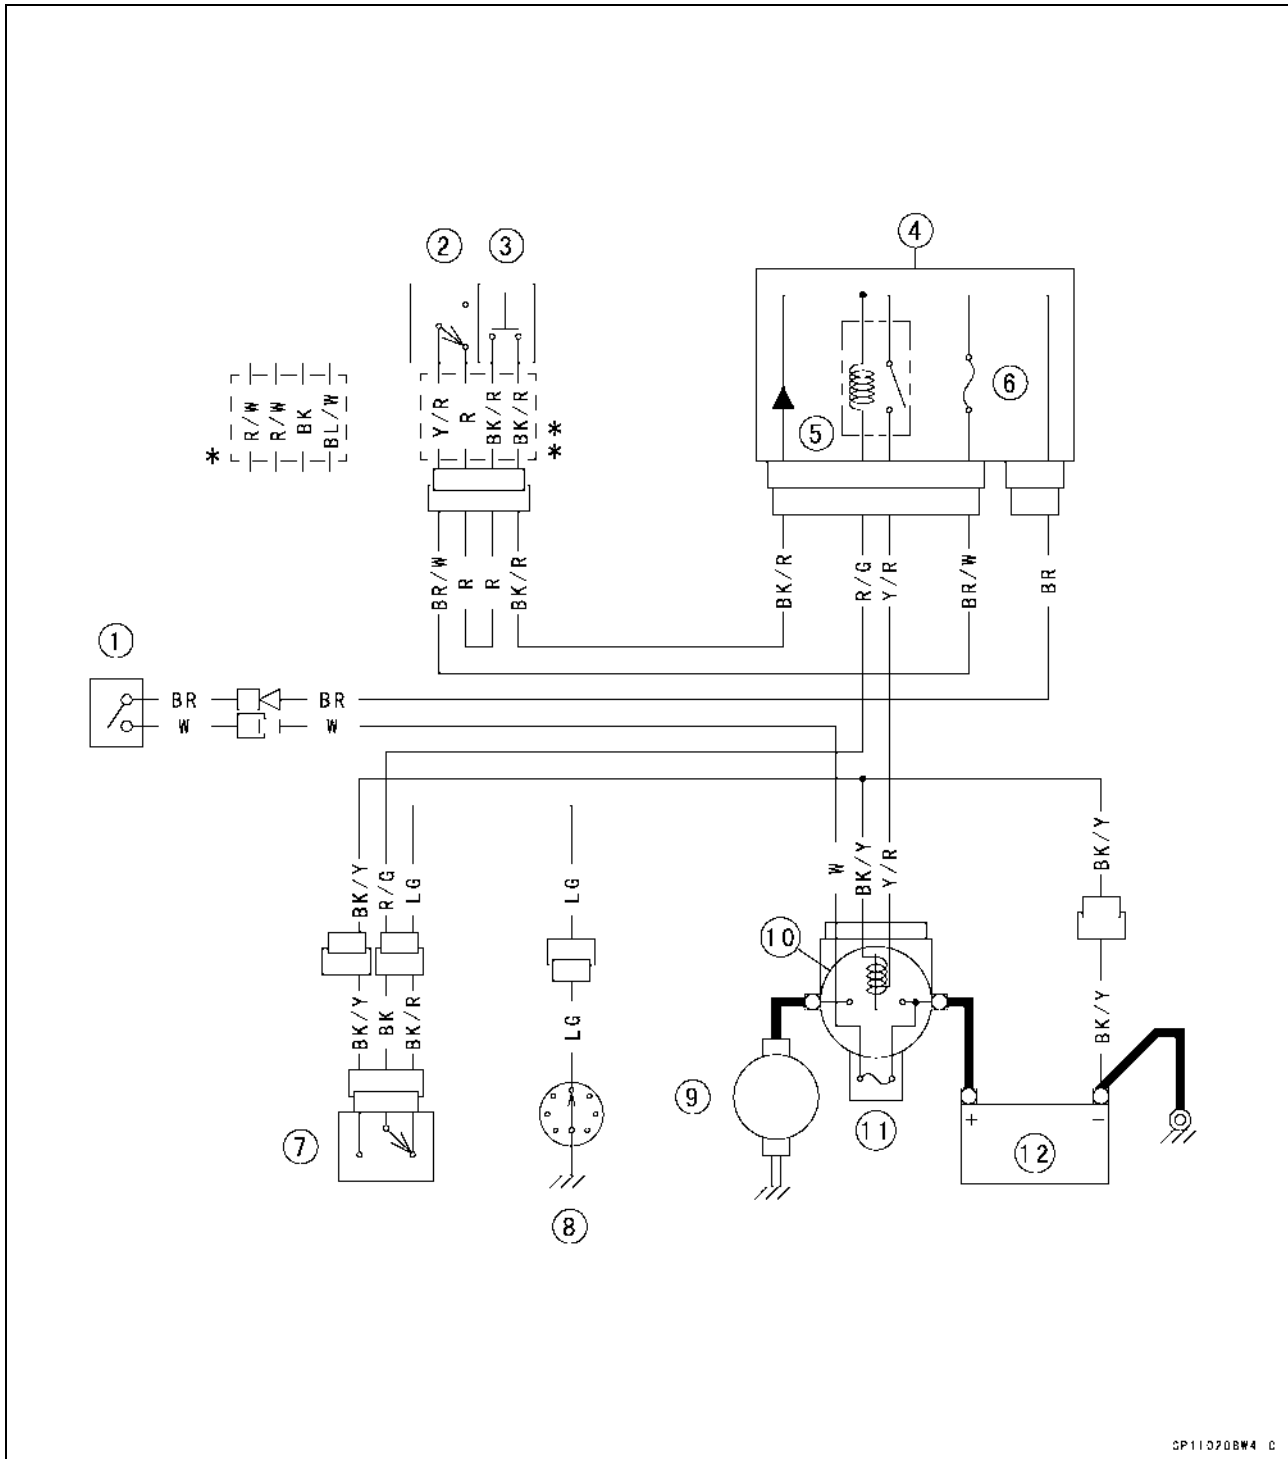 4
2 3
6
5
* R/W R/W BK BL/W
Y/R R BK/R BK/R **
BR/W R R BK/R
BK/R R/G Y/R BR/W BR
1
BR BR
W W
BK/Y R/G LG
LG
W BK/Y Y/R
BK/Y
10
BK/Y BK BK/R
LG
BK/Y
9
+ −
11
7
12
8